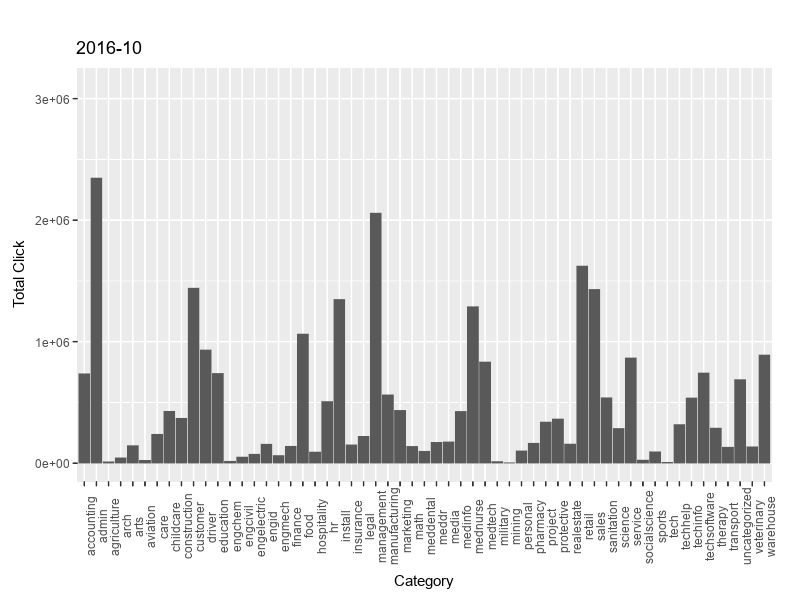 2016-10
3e+06
2e+06
1e+06
0e+00
Total Click
accounting
admin
agriculture
arch
arts
aviation
care
childcare
construction
customer
driver
education
engchem
engcivil
engelectric
engid
engmech
finance
food
hospitality
hr
install
insurance
legal
management
manufacturing
marketing
math
meddental
meddr
media
medinfo
mednurse
medtech
military
mining
personal
pharmacy
project
protective
realestate
retail
sales
sanitation
science
service
socialscience
sports
tech
techhelp
techinfo
techsoftware
therapy
transport
uncategorized
veterinary
warehouse
Category